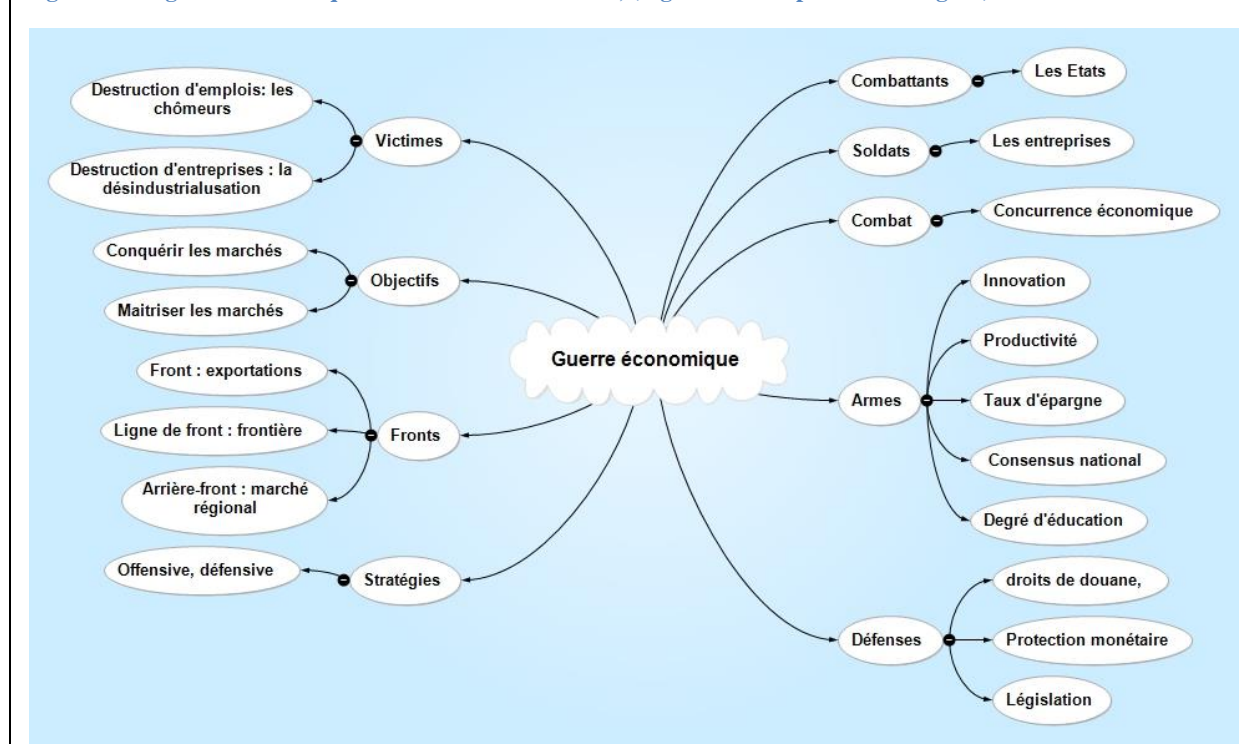 Destruction d'emplois: les
chômeurs
Victimes
Destruction d'entreprises : la
désindustrialusation
Conquérir les marchés
Objectifs
Maitriser les marchés
Front : exportations
Ligne de front : frontière
Fronts
Arrière-front : marché
régional
Offensive, défensive
Stratégies
Guerre économique
Combattants
Les Etats
Soldats
Les entreprises
Combat
Concurrence économique
Armes
Innovation
Productivité
Taux d'épargne
Consensus national
Degré d'éducation
Défenses
droits de douane,
Protection monétaire
Législation